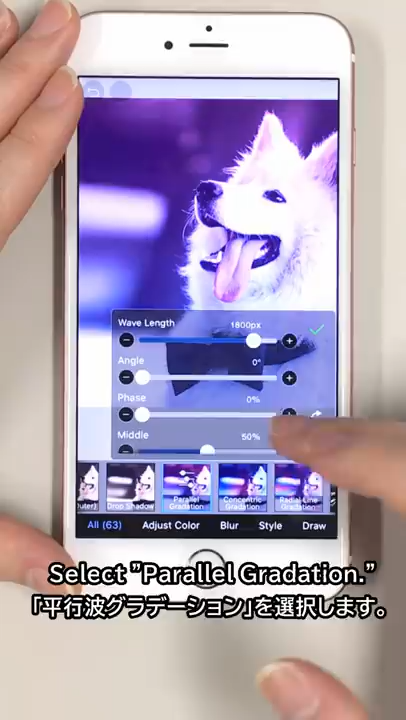 Wave Length 1800px
Angle 0°
Phase 0%
Middle 50%
Drop Shadow
Parallel
Gradation
Concentric
Gradation
Radial Line
Gradation
All (63) Adjust Color Blur Style Draw
Select "Parallel Gradation."
「平行波グラデーション」を選択します。